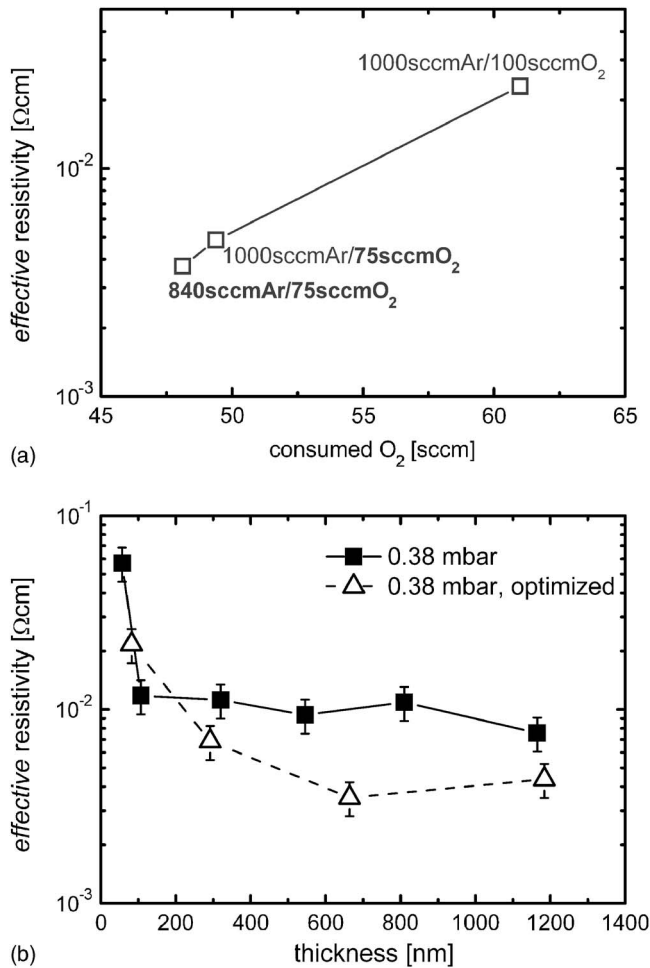 1000sccmAr/100sccmO₂
10⁻²
effective resistivity [Ωcm]
1000sccmAr/75sccmO₂
840sccmAr/75sccmO₂
10⁻³
45 50 55 60 65
consumed O₂ [sccm]
(a)
10⁻¹
0.38 mbar
0.38 mbar, optimized
effective resistivity [Ωcm]
10⁻²
10⁻³
0 200 400 600 800 1000 1200 1400
thickness [nm]
(b)